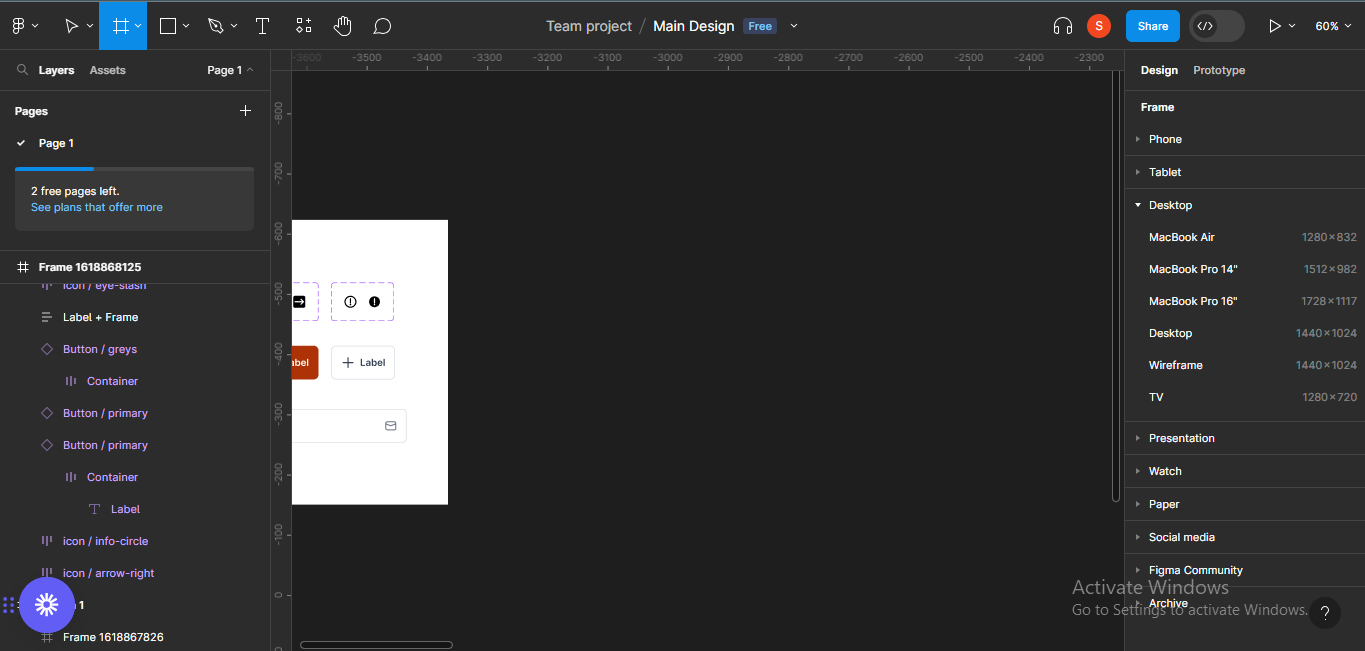 Team project / Main Design Free
S
Share
60%
Layers Assets Page 1
Pages
Page 1
2 free pages left.
See plans that offer more
Frame 1618868125
icon / eye-slash
Label + Frame
Button / greys
Container
Button / primary
Button / primary
Container
Label
icon / info-circle
icon / arrow-right
1
Frame 1618867826
-3600 -3500 -3400 -3300 -3200 -3100 -3000 -2900 -2800 -2700 -2600 -2500 -2400 -2300
-800
-700
-600
-500
-400
-300
-200
-100
0
abel
Label
Design Prototype
Frame
Phone
Tablet
Desktop
MacBook Air 1280×832
MacBook Pro 14" 1512×982
MacBook Pro 16" 1728×1117
Desktop 1440×1024
Wireframe 1440×1024
TV 1280×720
Presentation
Watch
Paper
Social media
Figma Community
Archive
Activate Windows
Go to Settings to activate Windows.
?